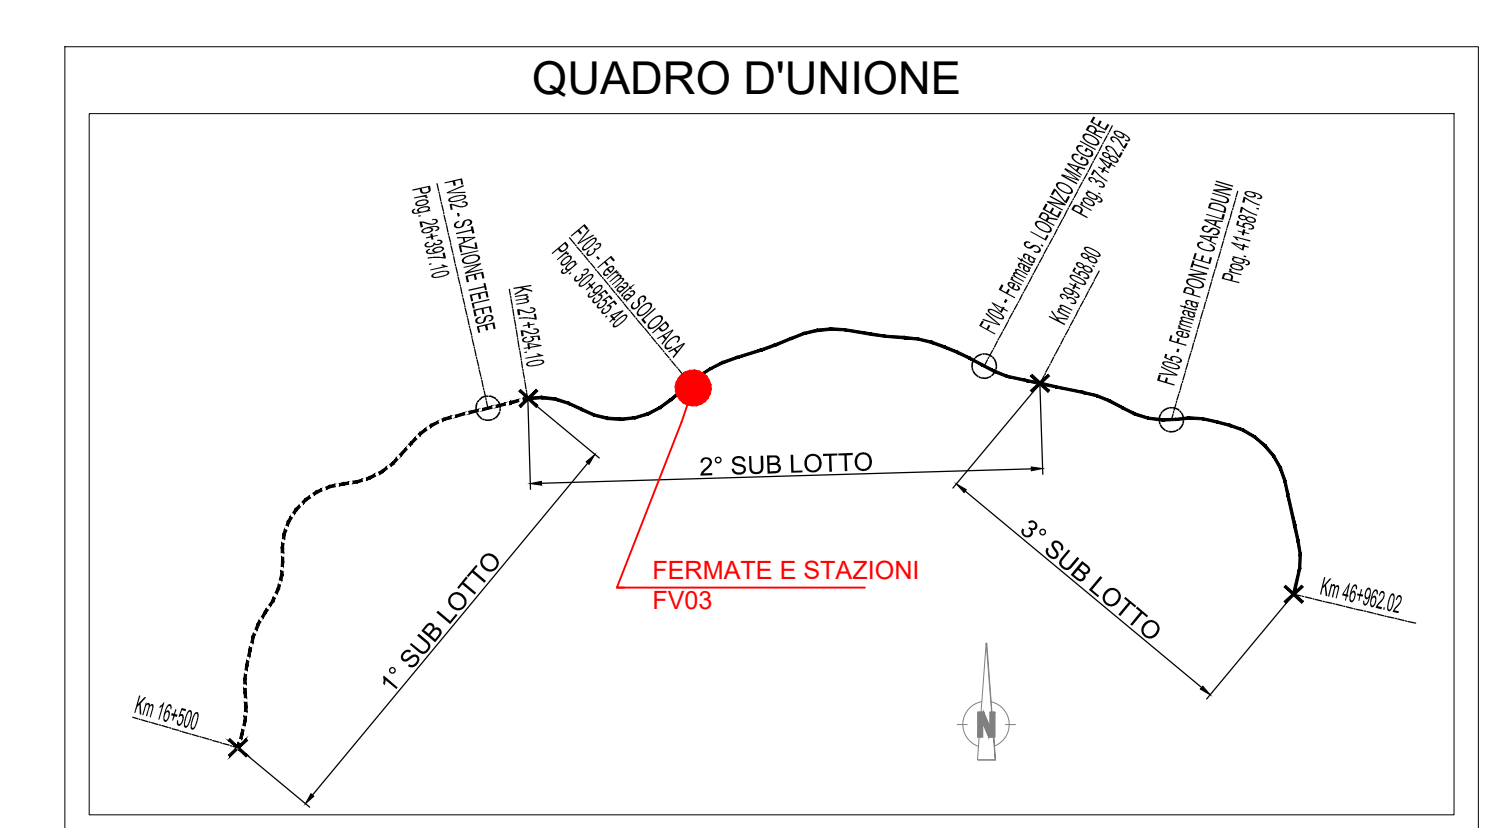 QUADRO D'UNIONE
FV02 - STAZIONE TELESE
Prog. 26+397.10
Km 27+254.10
FV03 - Fermata SOLOPACA
Prog. 30+9555.40
FV04 - Fermata S. LORENZO MAGGIORE
Prog. 37+482.29
Km 39+058.80
FV05 - Fermata PONTE CASALDUNI
Prog. 41+587.79
2° SUB LOTTO
1° SUB LOTTO
3° SUB LOTTO
FERMATE E STAZIONI
FV03
Km 46+962.02
Km 16+500
N